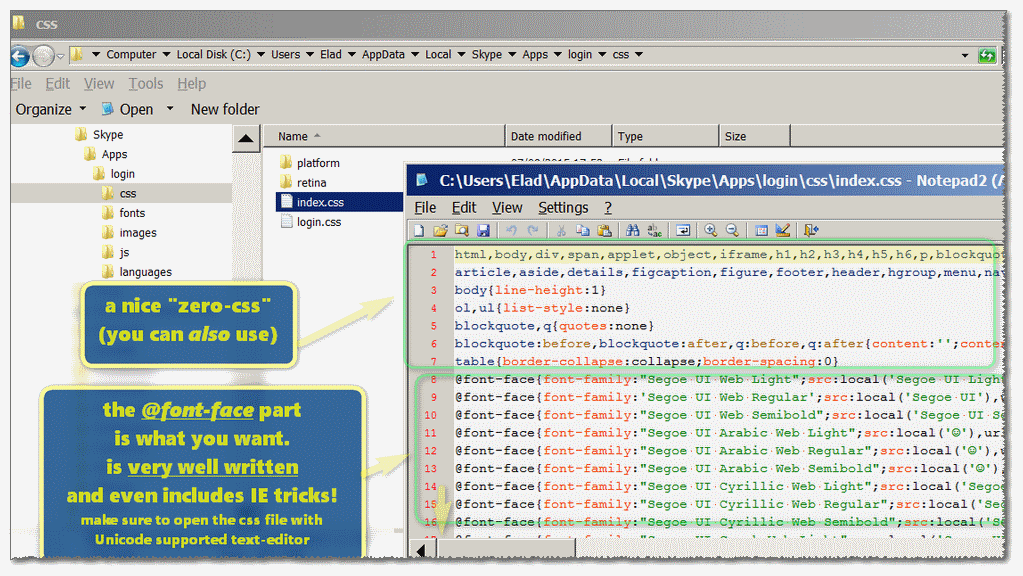 css
Computer Local Disk (C:) Users Elad AppData Local Skype Apps login css
File Edit View Tools Help
Organize Open New folder
Skype
Apps
login
css
fonts
images
js
languages
Name Date modified Type Size
platform
retina
index.css
login.css
C:\Users\Elad\AppData\Local\Skype\Apps\login\css\index.css - Notepad2 (A
File Edit View Settings ?
1 html,body,div,span,applet,object,iframe,h1,h2,h3,h4,h5,h6,p,blockquot
2 article,aside,details,figcaption,figure,footer,header,hgroup,menu,na
3 body{line-height:1}
4 ol,ul{list-style:none}
5 blockquote,q{quotes:none}
6 blockquote:before,blockquote:after,q:before,q:after{content:'';conte
7 table{border-collapse:collapse;border-spacing:0}
8 @font-face{font-family:"Segoe UI Web Light";src:local('Segoe UI Ligh
9 @font-face{font-family:'Segoe UI Web Regular';src:local('Segoe UI'),u
10 @font-face{font-family:"Segoe UI Web Semibold";src:local('Segoe UI S
11 @font-face{font-family:"Segoe UI Arabic Web Light";src:local('☺'),ur
12 @font-face{font-family:"Segoe UI Arabic Web Regular";src:local('☺'),
13 @font-face{font-family:"Segoe UI Arabic Web Semibold";src:local('☺')
14 @font-face{font-family:"Segoe UI Cyrillic Web Light";src:local('Sego
15 @font-face{font-family:"Segoe UI Cyrillic Web Regular";src:local('Se
16 @font-face{font-family:"Segoe UI Cyrillic Web Semibold";src:local('S
a nice "zero-css"
(you can also use)
the @font-face part
is what you want.
is very well written
and even includes IE tricks!
make sure to open the css file with
Unicode supported text-editor